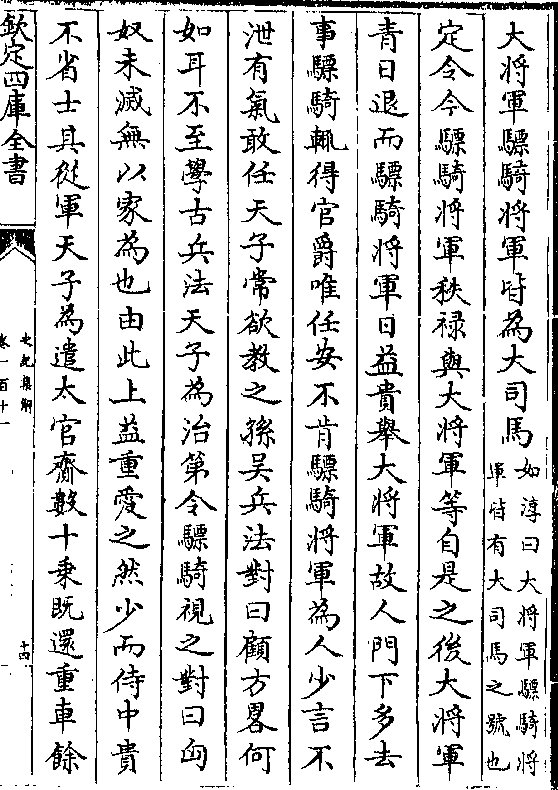 大將軍驃騎將軍皆為大司馬如淳曰大將軍驃騎將軍皆有大司馬之號也
定令令驃騎將軍秩禄與大將軍等自是之後大將軍
青日退而驃騎將軍日益貴舉大將軍故人門下多去
事驃騎輒得官爵唯任安不肯驃騎將軍為人少言不
泄有氣敢任天子常欲教之孫吳兵法對曰顧方畧何
如耳不至學古兵法天子為治第令驃騎視之對曰匈
奴未滅無以家為也由此上益重愛之然少而侍中貴
不省士具從軍天子為遣太官齎數十乘既還重車餘
欽定四庫全書
史記集解
卷一百十一
十四